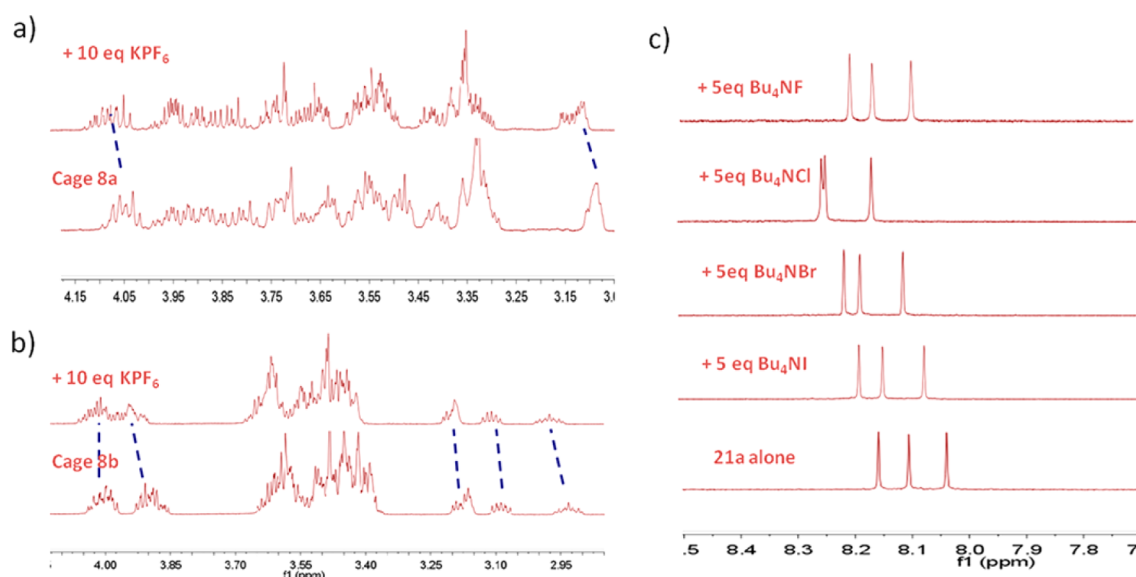 a)
+ 10 eq KPF₆
Cage 8a
4.15 4.05 3.95 3.85 3.75 3.65 3.55 3.45 3.35 3.25 3.15 3.0
b)
+ 10 eq KPF₆
Cage 8b
4.00 3.85 3.70 3.55 3.40 3.25 3.10 2.95
f1 (ppm)
c)
+ 5eq Bu₄NF
+ 5eq Bu₄NCl
+ 5eq Bu₄NBr
+ 5 eq Bu₄NI
21a alone
.5 8.4 8.3 8.2 8.1 8.0 7.9 7.8 7
f1 (ppm)